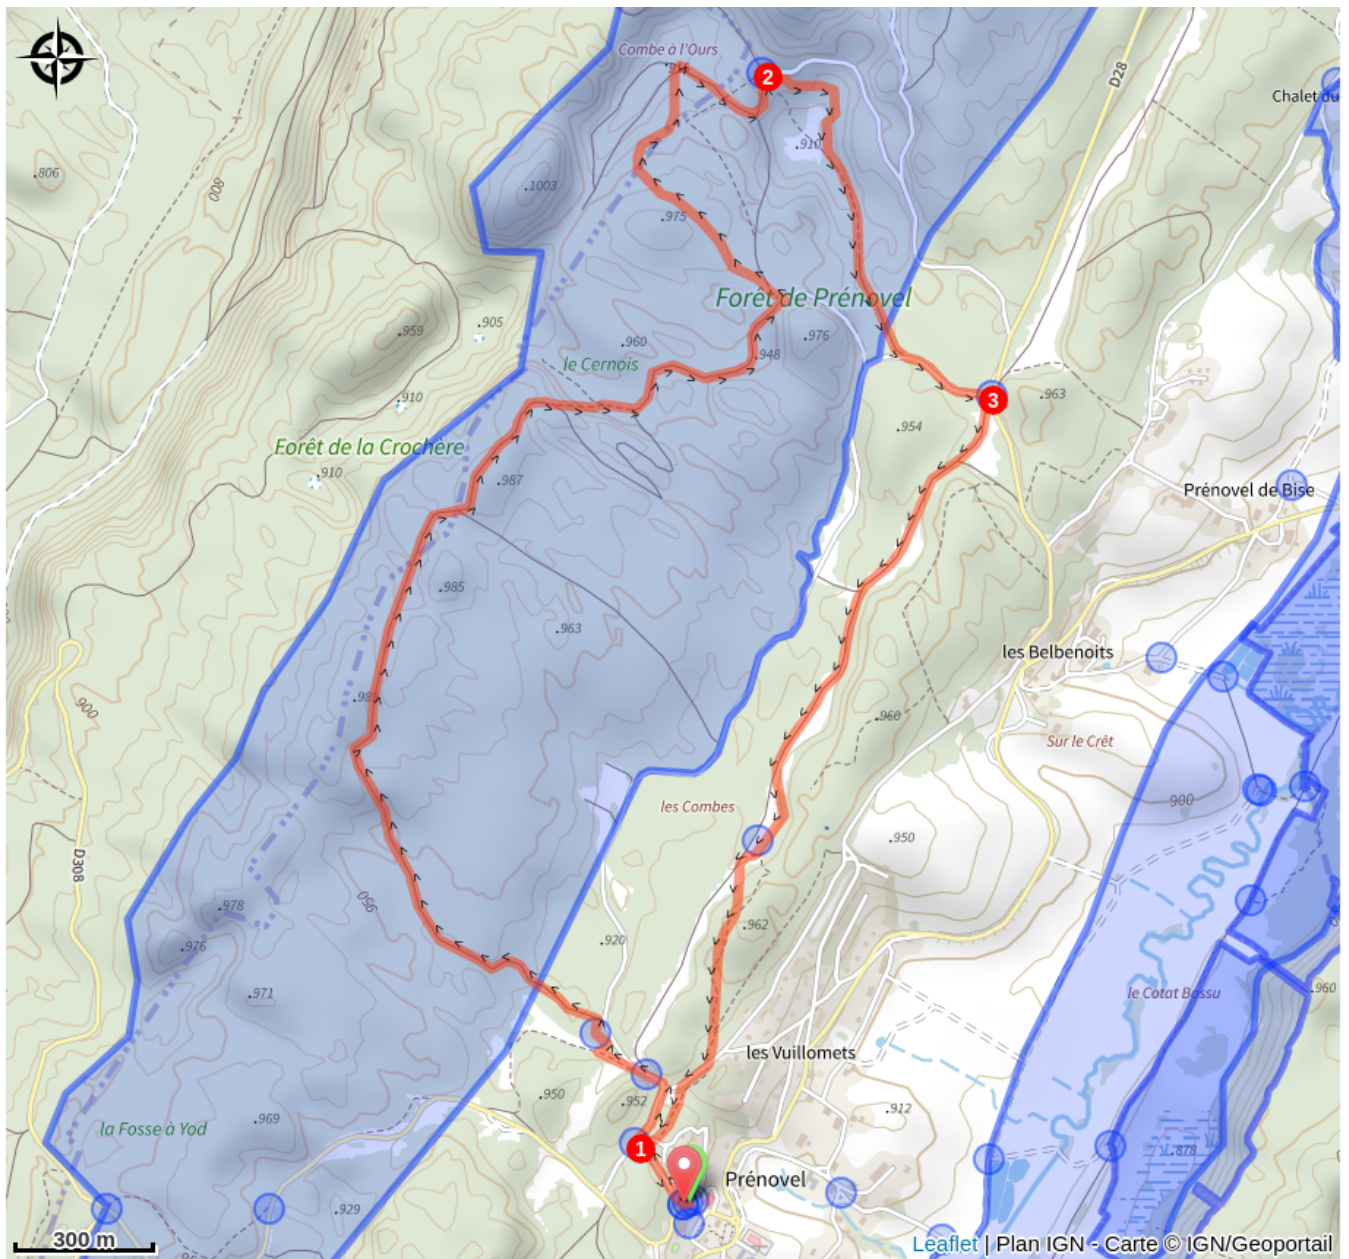 Combe à l'Ours
2
D28
Chalet du
.910
.806
800
.1003
.975
Forêt de Prénovel
.905
.959
.960
.976
.948
le Cernois
3
.963
.910
.954
Forêt de la Crochère
.910
.987
Prénovel de Bise
.985
.963
les Belbenoits
900
.960
Sur le Crêt
les Combes
900
.950
D308
950
.978
.962
.920
.976
.971
le Cotat Bossu
.960
les Vuillomets
.950
.952
.912
.969
la Fosse à Yod
1
.878
Prénovel
.929
300 m
Leaflet | Plan IGN - Carte © IGN/Geoportail